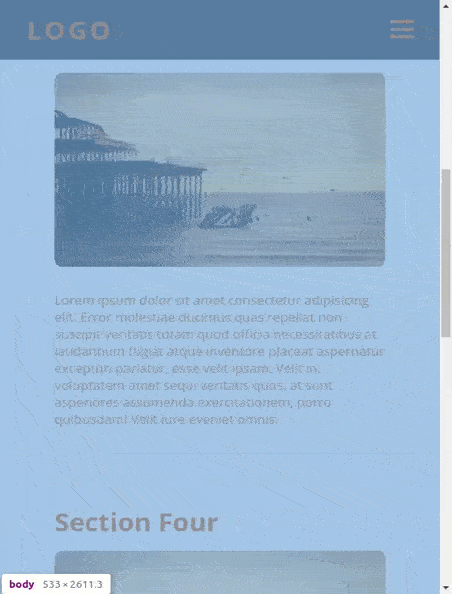 LOGO
Lorem ipsum dolor sit amet consectetur adipisicing
elit. Error molestiae ducimus quas repellat non
suscipit veritatis totam quod officia necessitatibus at
laudantium fugiat atque inventore placeat aspernatur
excepturi pariatur, esse velit ipsam. Velit in,
voluptatem amet sequi veritatis quos, at sunt
asperiores assumenda exercitationem, porro
quibusdam! Velit iure eveniet omnis.
Section Four
body 533 × 2611.3